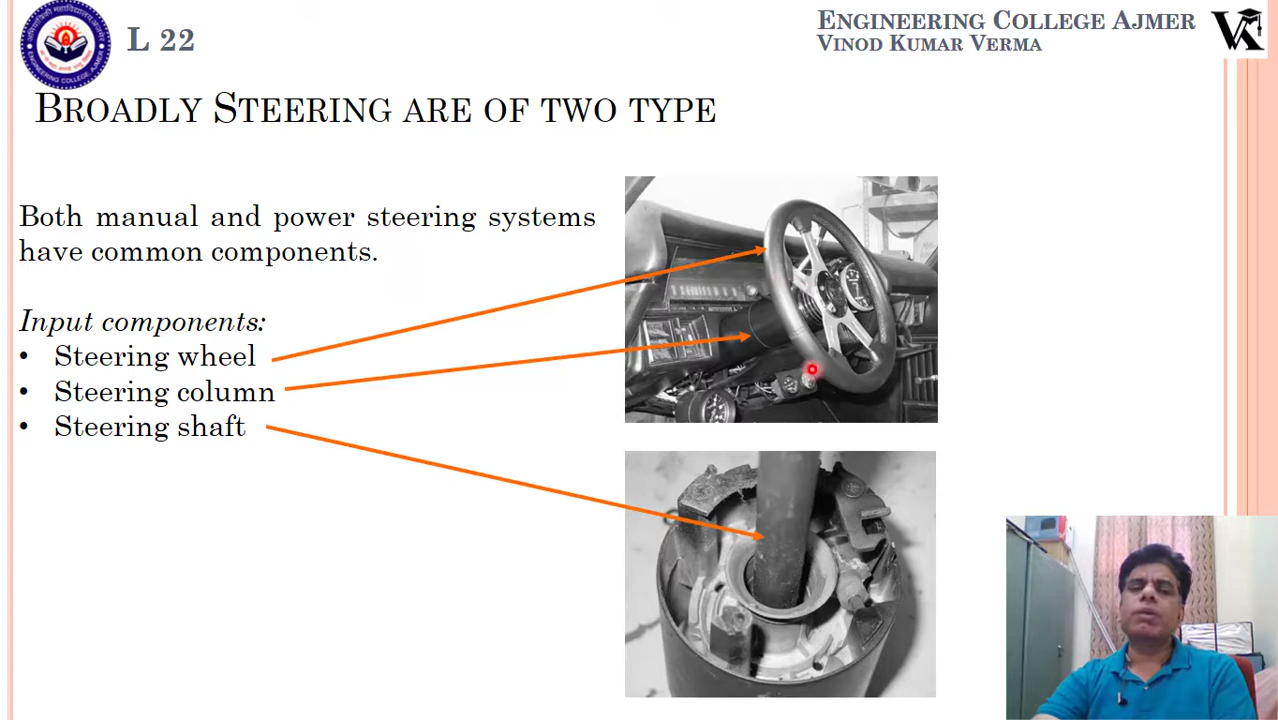 L 22
ENGINEERING COLLEGE AJMER
VINOD KUMAR VERMA
BROADLY STEERING ARE OF TWO TYPE
Both manual and power steering systems
have common components.
Input components:
• Steering wheel
• Steering column
• Steering shaft